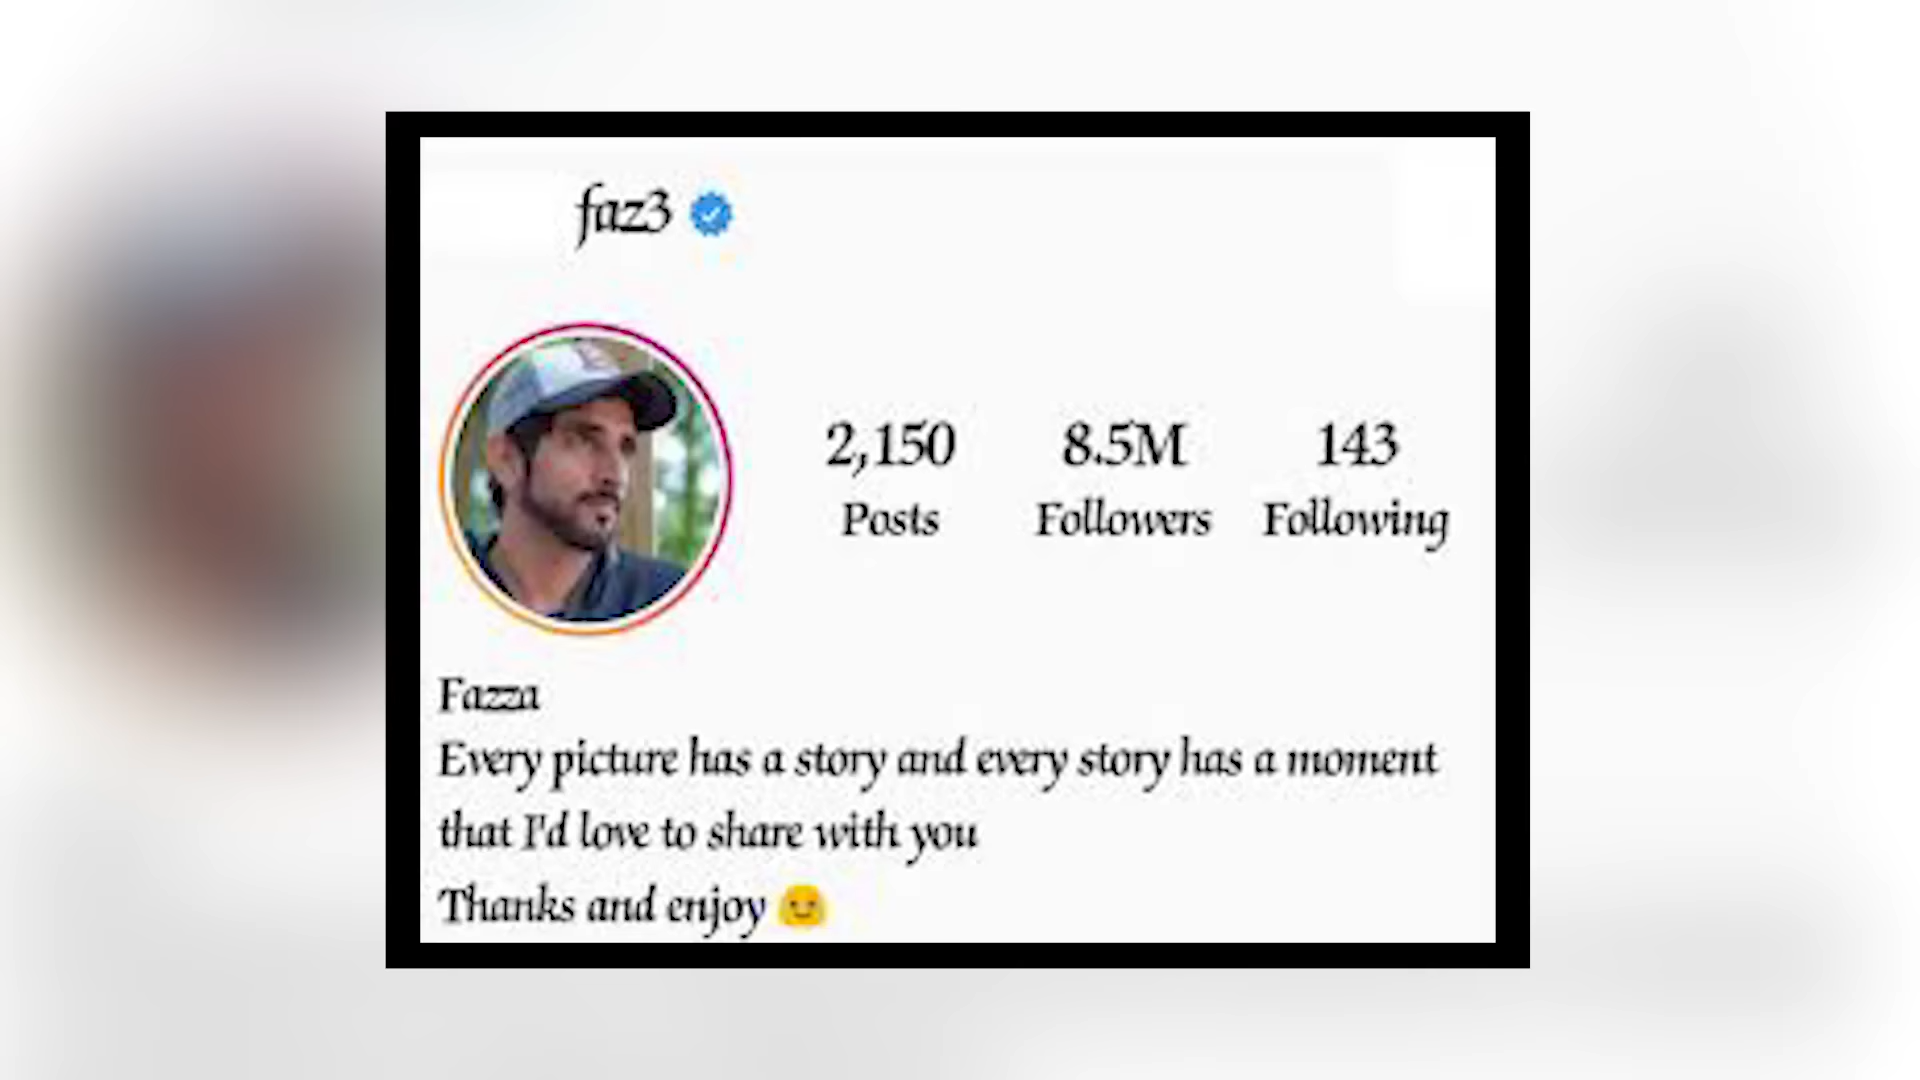 faz3
2,150 8.5M 143
Posts Followers Following
Fazza
Every picture has a story and every story has a moment
that I'd love to share with you
Thanks and enjoy